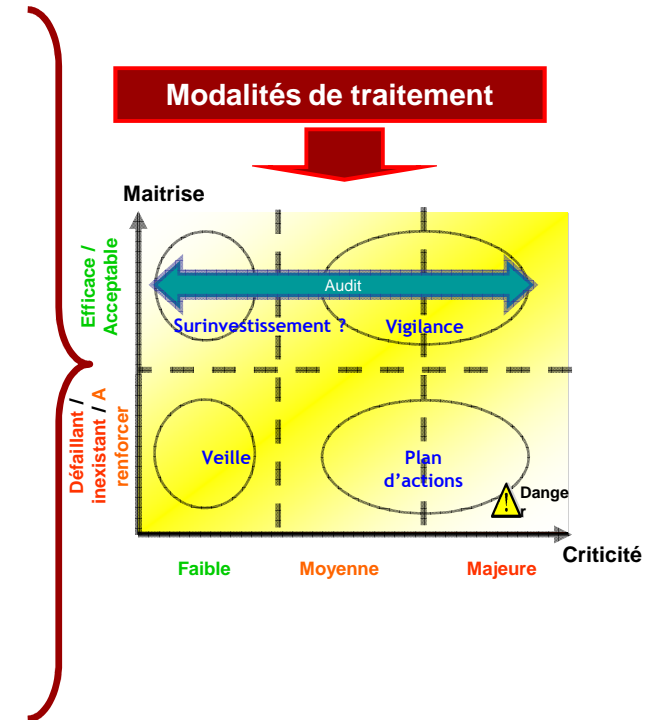 Modalités de traitement
Maitrise
Efficace /
Acceptable
Audit
Surinvestissement ?
Vigilance
Défaillant /
inexistant / A
renforcer
Veille
Plan
d'actions
!
Dange
r
Criticité
Faible
Moyenne
Majeure